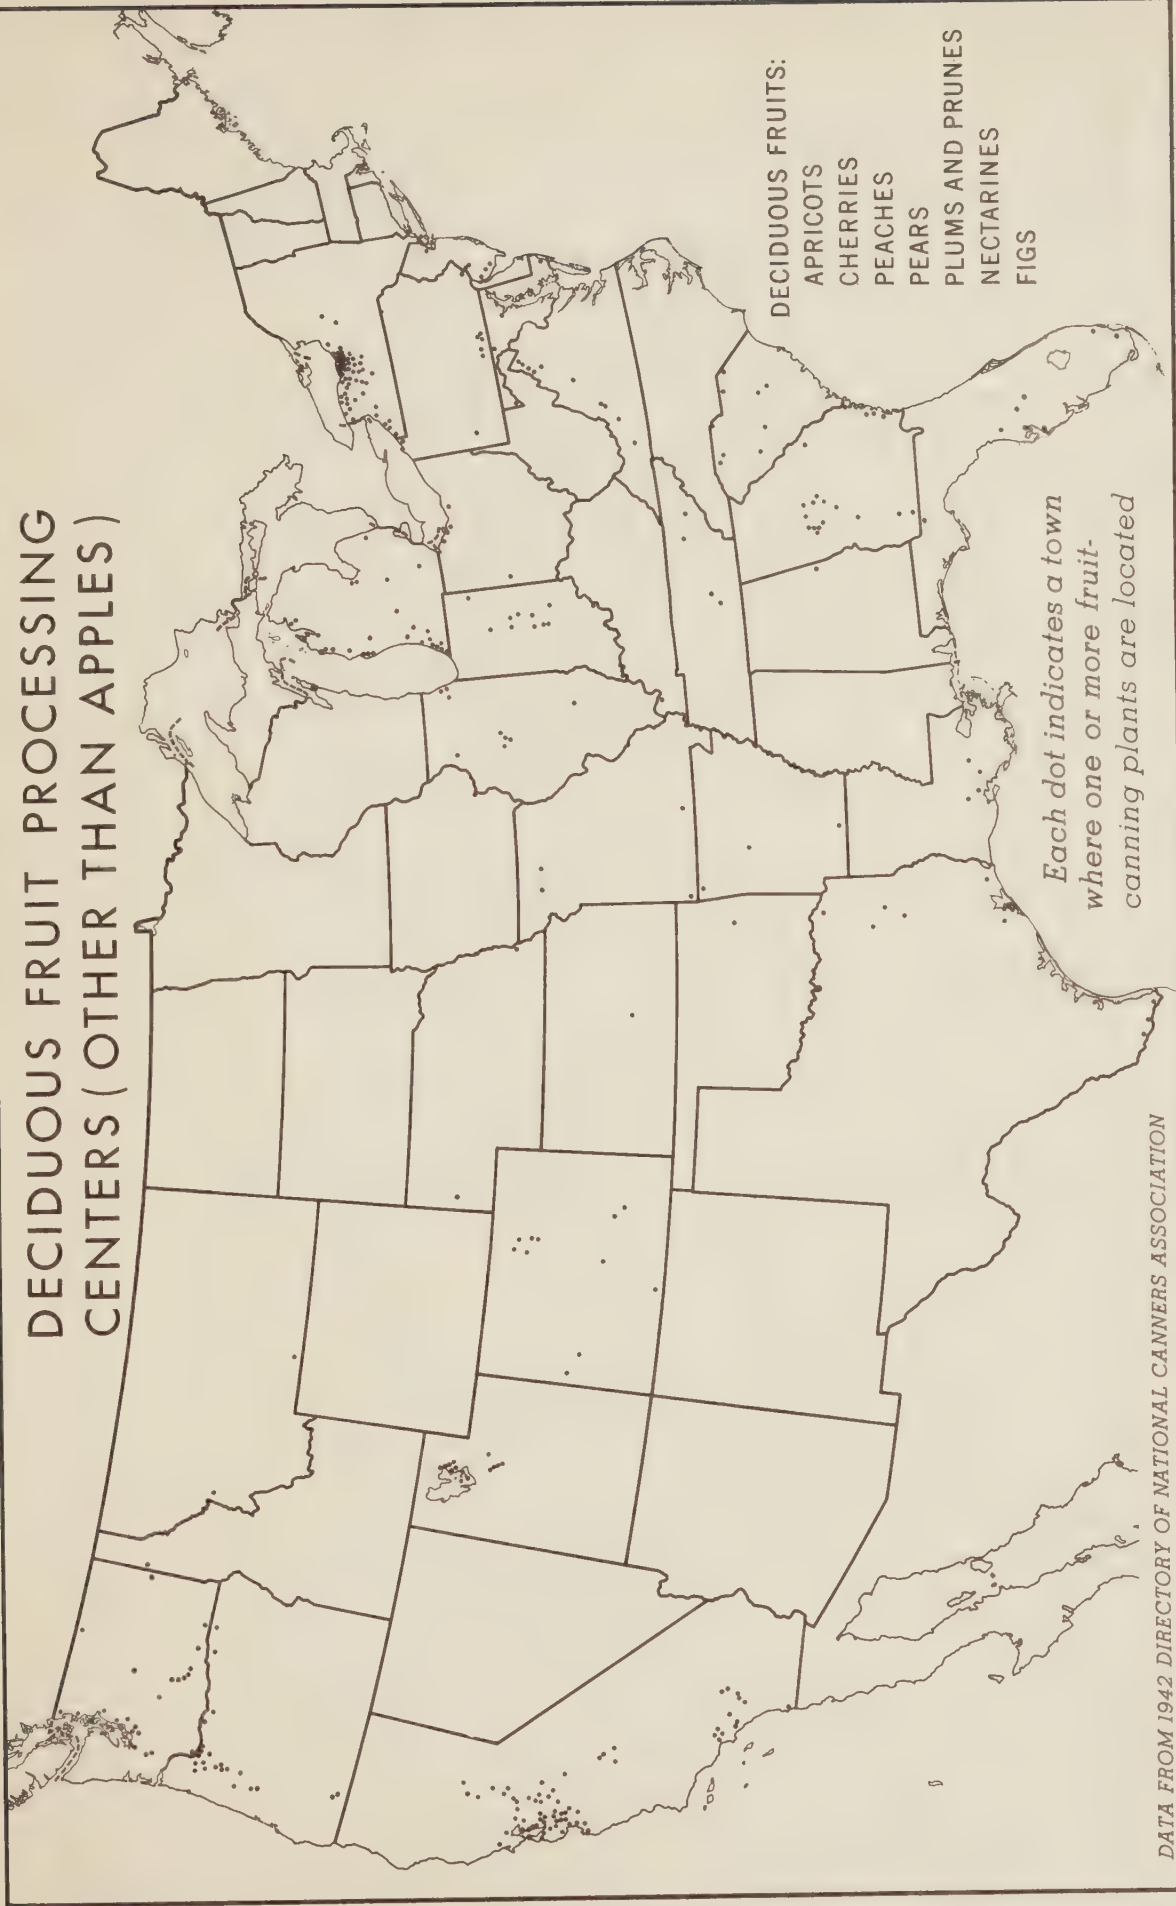 DECIDUOUS FRUIT PROCESSING
CENTERS (OTHER THAN APPLES)
DECIDUOUS FRUITS:
APRICOTS
CHERRIES
PEACHES
PEARS
PLUMS AND PRUNES
NECTARINES
FIGS
Each dot indicates a town
where one or more fruit-
canning plants are located
DATA FROM 1942 DIRECTORY OF NATIONAL CANNERS ASSOCIATION